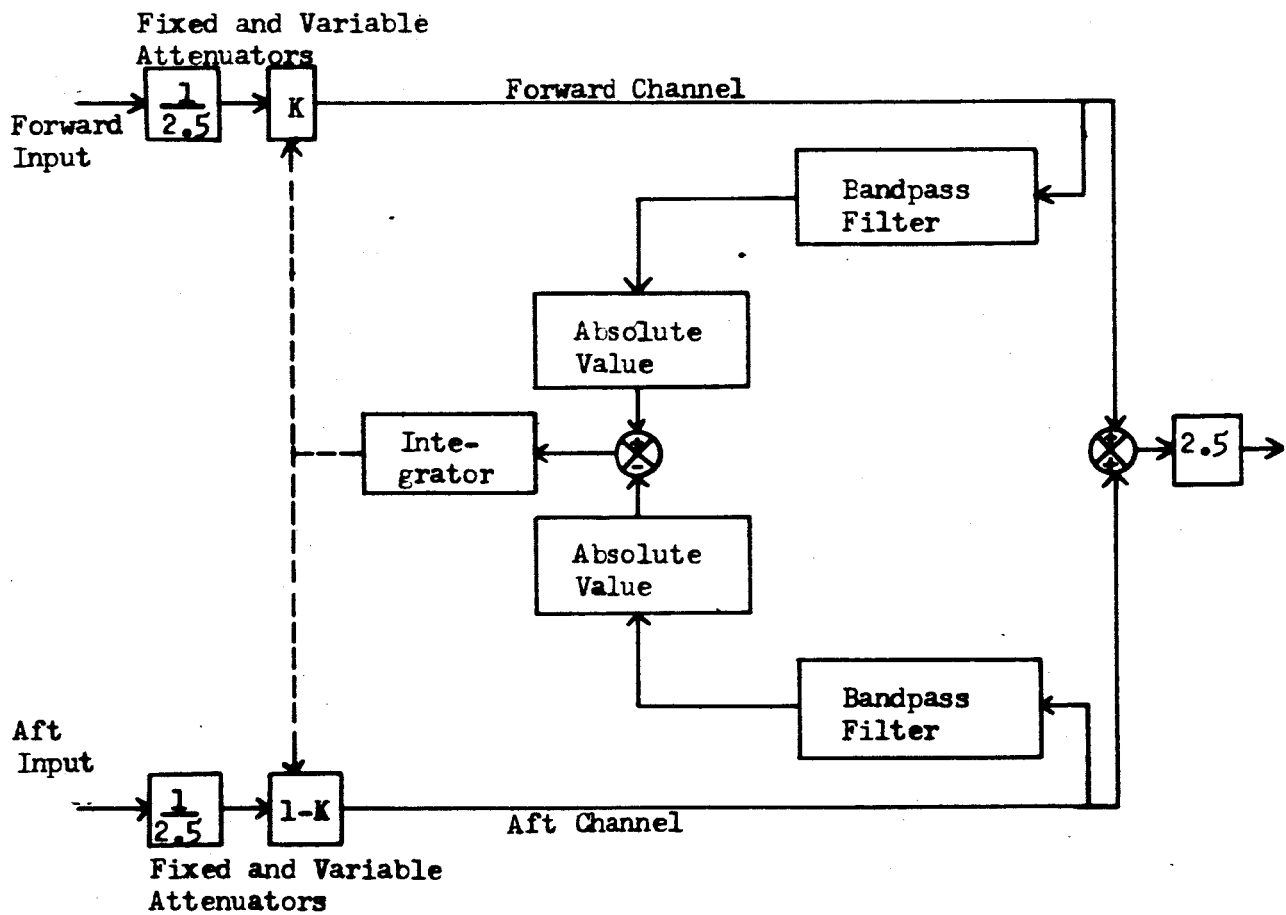 Fixed and Variable
Attenuators
1
2.5
K
Forward Channel
Forward
Input
Bandpass
Filter
Absolute
Value
Inte-
grator
+
-
+
+
2.5
Absolute
Value
Bandpass
Filter
Aft
Input
1
2.5
1-K
Aft Channel
Fixed and Variable
Attenuators